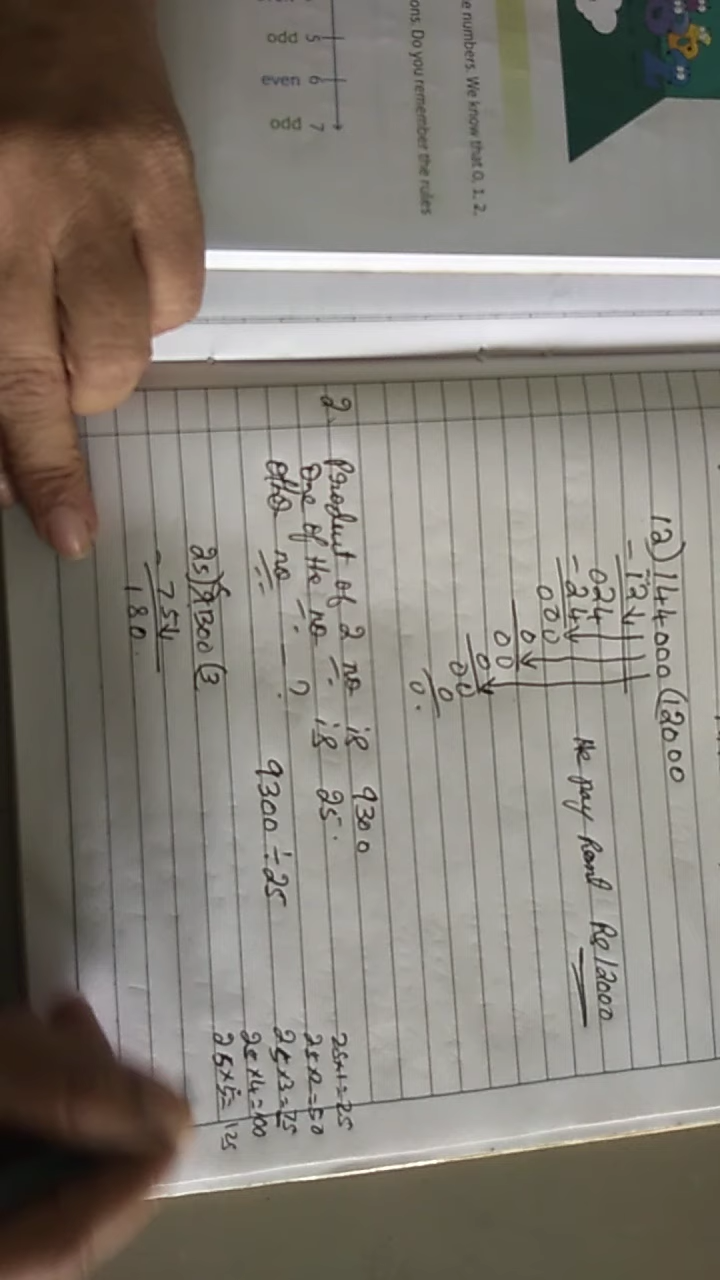 e numbers. We know that 0, 1, 2,
ons. Do you remember the rules
5 6 7
odd even odd
12)144000(12000
- 12↓
024
- 24↓
000
0↓
00
0↓
00
0
0.
He pay Rent Rs 12000
2. Product of 2 no is 9300
One of the no is 25.
Other no = ?
9300 ÷ 25
25)9300(3
- 75↓
180.
25×1=25
25×2=50
25×3=75
25×4=100
25×5=125